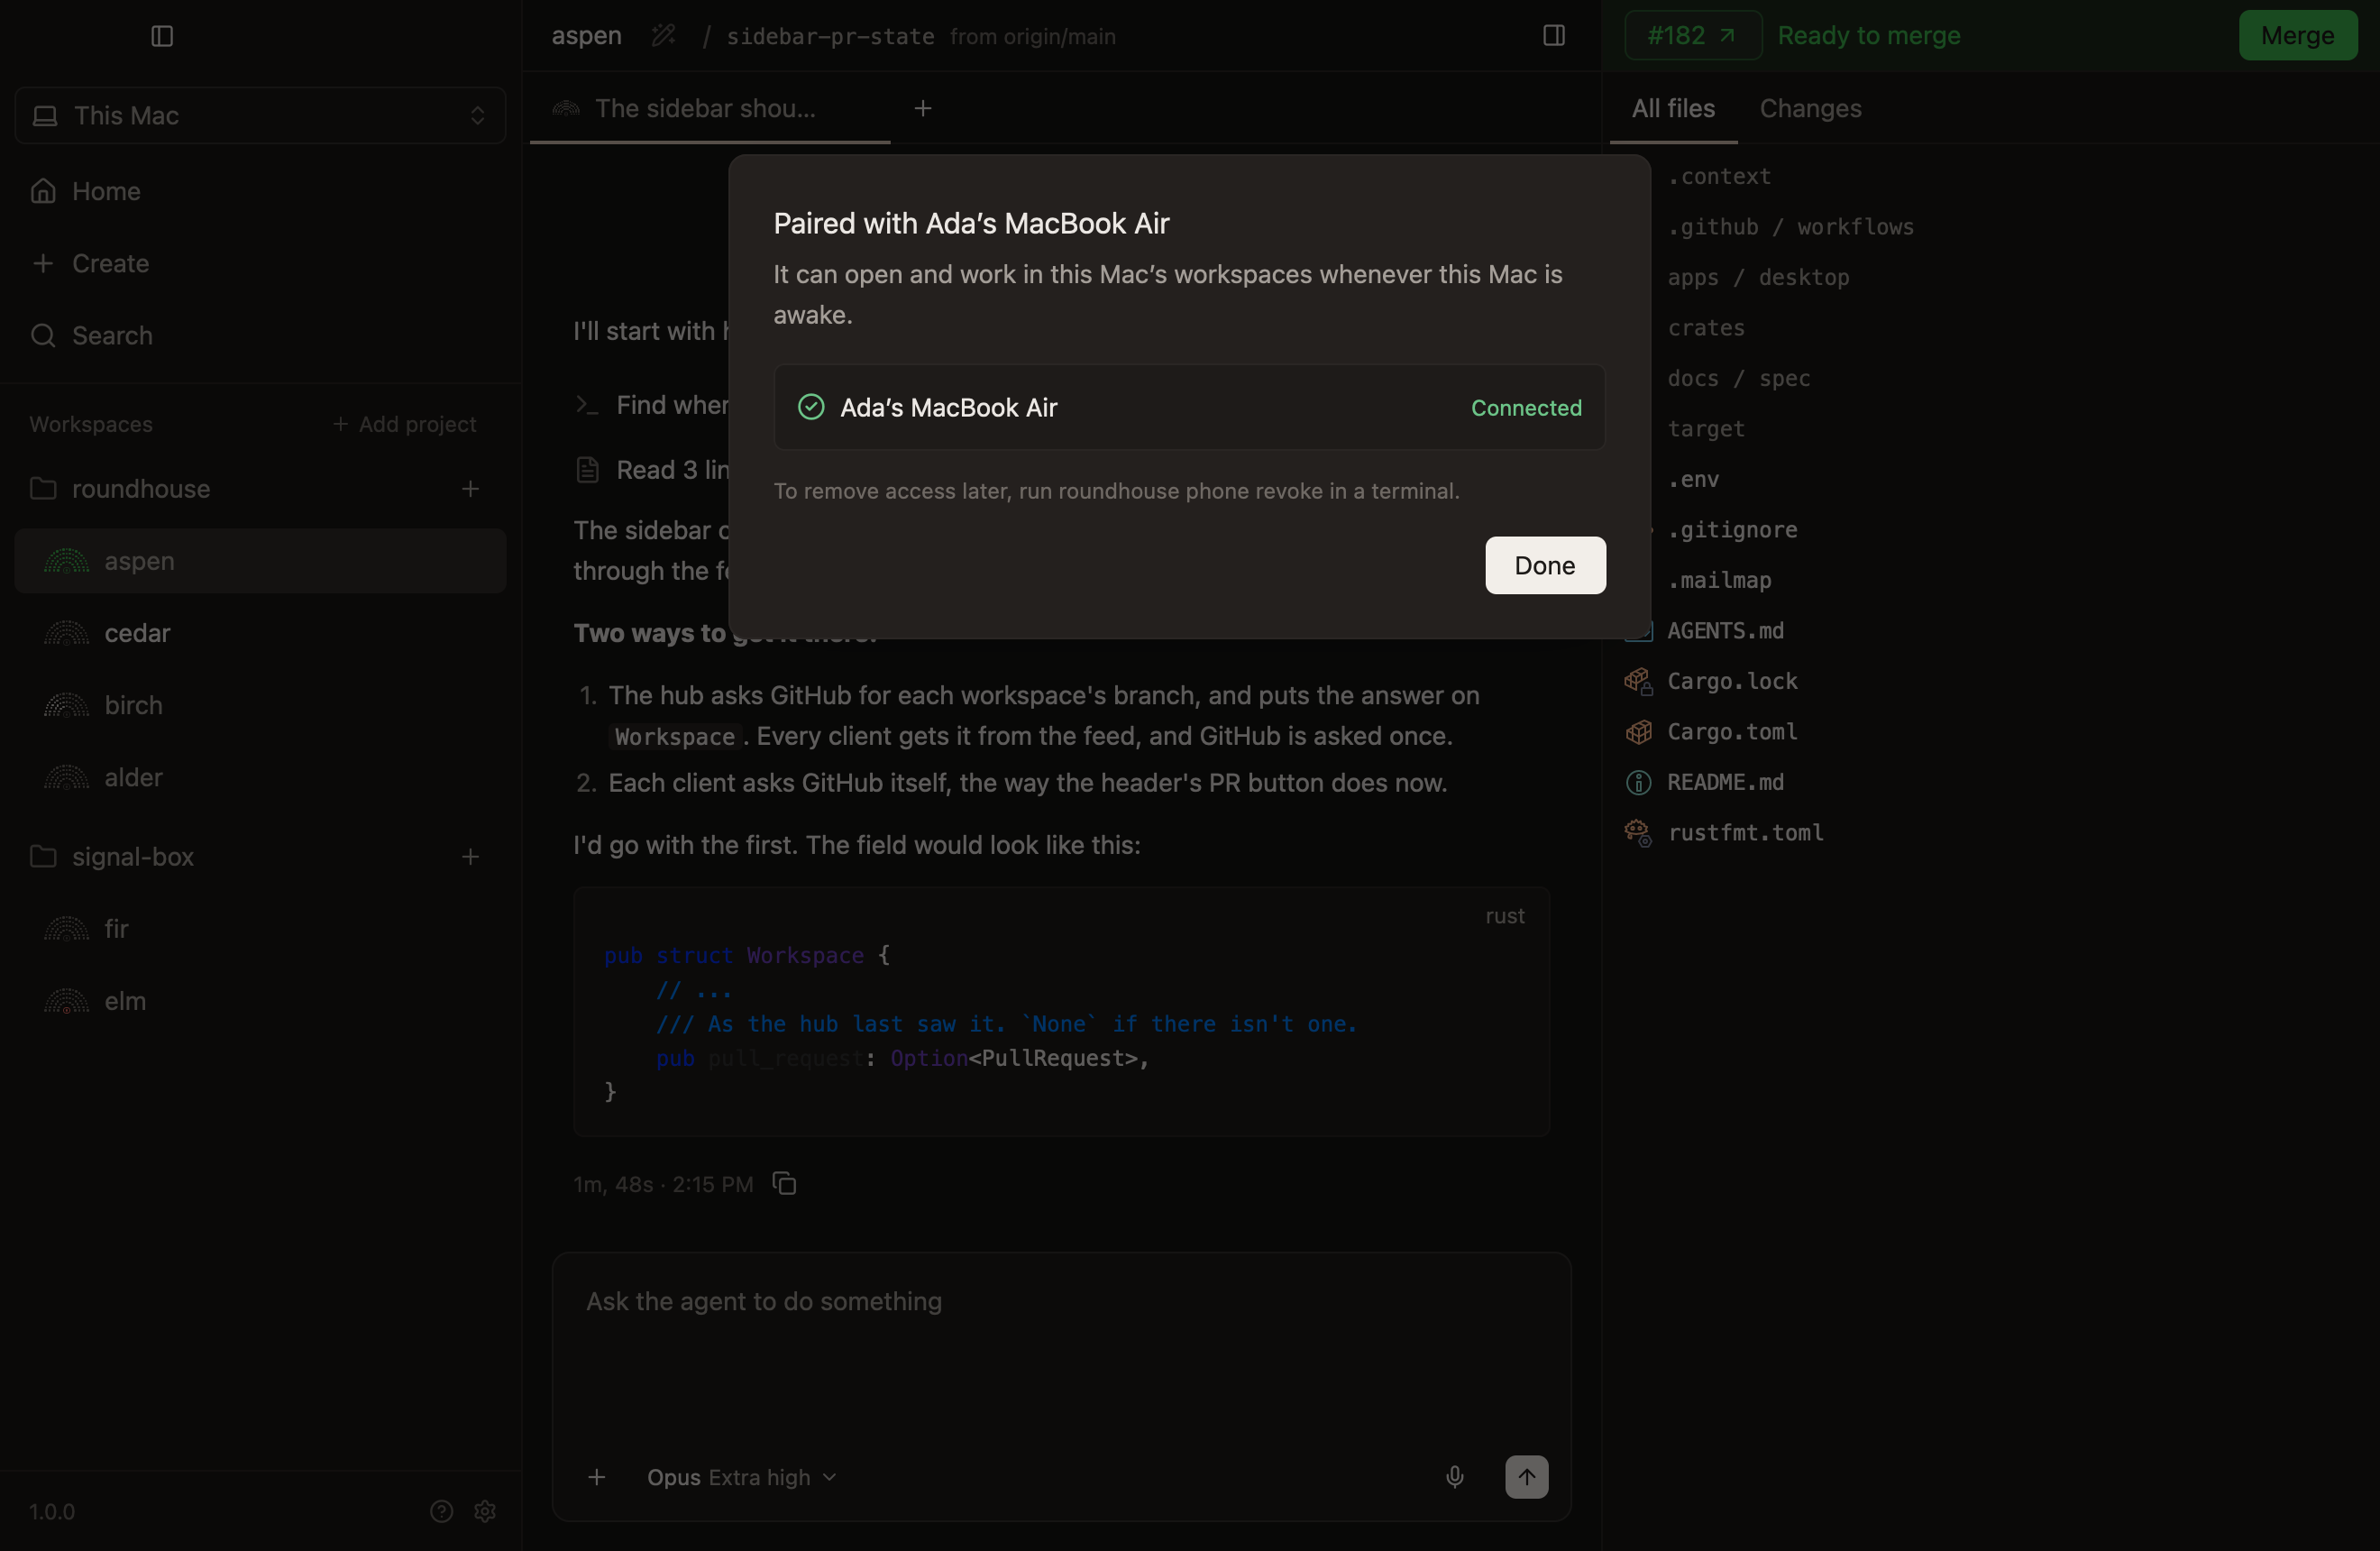 This Mac
Home
Create
Search
Workspaces
Add project
roundhouse
aspen
cedar
birch
alder
signal-box
fir
elm
1.0.0
aspen / sidebar-pr-state from origin/main
The sidebar shou...
I'll start with
Find
Read 3
The sidebar
through the
Two ways to get it there:
1. The hub asks GitHub for each workspace's branch, and puts the answer on
Workspace. Every client gets it from the feed, and GitHub is asked once.
2. Each client asks GitHub itself, the way the header's PR button does now.
I'd go with the first. The field would look like this:
rust
pub struct Workspace {
// ...
/// As the hub last saw it. `None` if there isn't one.
pub pull_request: Option<PullRequest>,
}
1m, 48s · 2:15 PM
Ask the agent to do something
Opus Extra high
Paired with Ada’s MacBook Air
It can open and work in this Mac’s workspaces whenever this Mac is
awake.
Ada’s MacBook Air
Connected
To remove access later, run roundhouse phone revoke in a terminal.
Done
#182
Ready to merge
Merge
All files
Changes
.context
.github / workflows
apps / desktop
crates
docs / spec
target
.env
.gitignore
.mailmap
AGENTS.md
Cargo.lock
Cargo.toml
README.md
rustfmt.toml